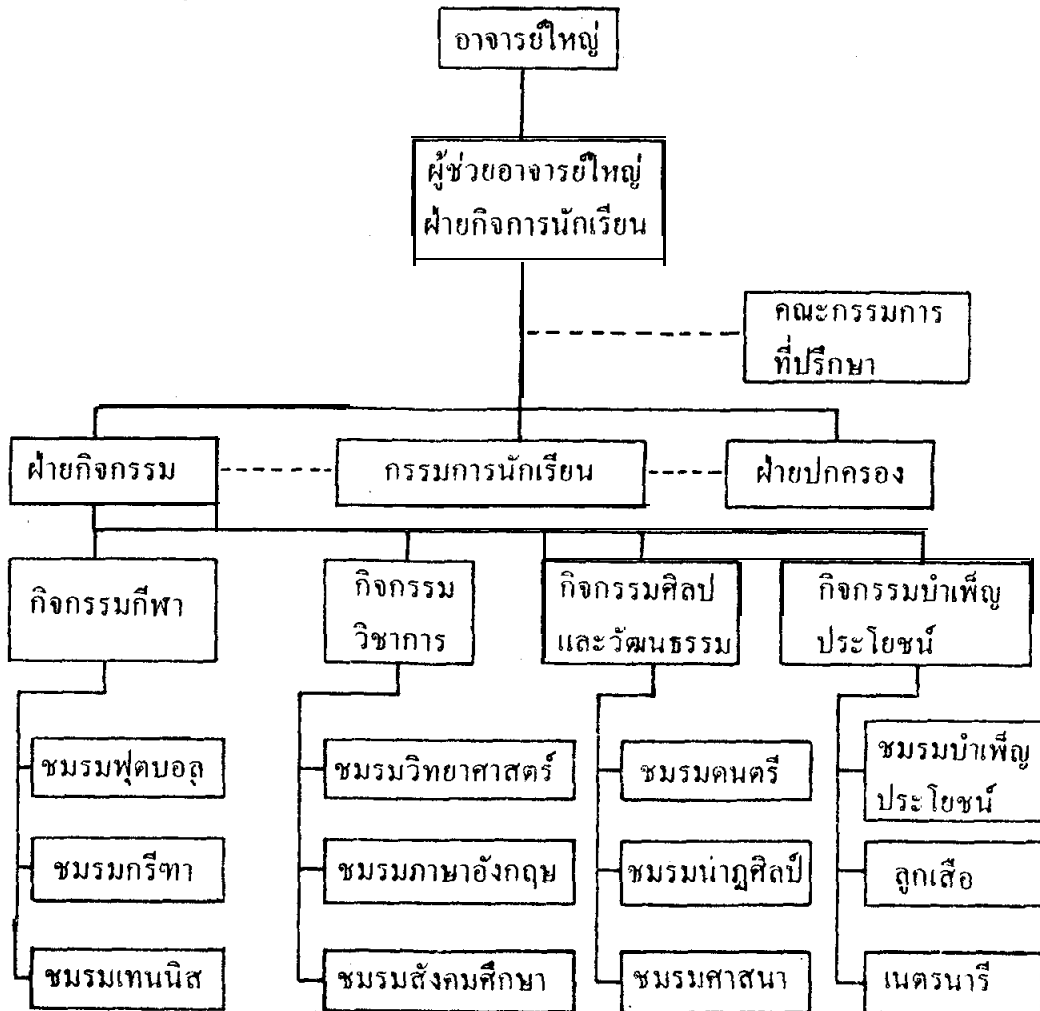 อาจารย์ใหญ่
ผู้ช่วยอาจารย์ใหญ่
ฝ่ายกิจการนักเรียน
คณะกรรมการ
ที่ปรึกษา
ฝ่ายกิจกรรม
กรรมการนักเรียน
ฝ่ายปกครอง
กิจกรรมกีฬา
กิจกรรม
วิชาการ
กิจกรรมศิลป
และวัฒนธรรม
กิจกรรมบำเพ็ญ
ประโยชน์
ชมรมฟุตบอล
ชมรมวิทยาศาสตร์
ชมรมดนตรี
ชมรมบำเพ็ญ
ประโยชน์
ชมรมกรีฑา
ชมรมภาษาอังกฤษ
ชมรมนาฏศิลป์
ลูกเสือ
ชมรมเทนนิส
ชมรมสังคมศึกษา
ชมรมศาสนา
เนตรนารี